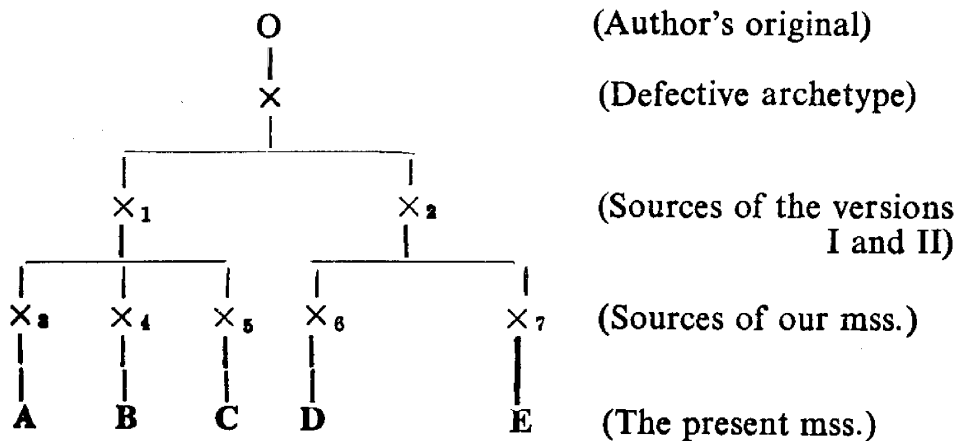 O (Author's original)
× (Defective archetype)
×₁ ×₂ (Sources of the versions
I and II)
×₃ ×₄ ×₅ ×₆ ×₇ (Sources of our mss.)
A B C D E (The present mss.)